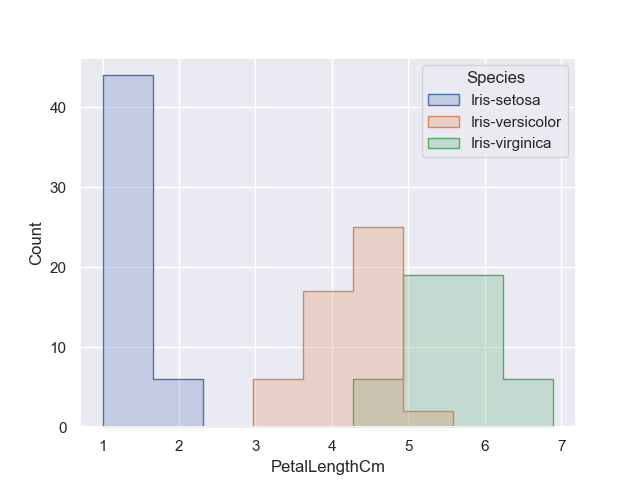 Species
Iris-setosa
Iris-versicolor
Iris-virginica
40
30
20
10
0
Count
1 2 3 4 5 6 7
PetalLengthCm